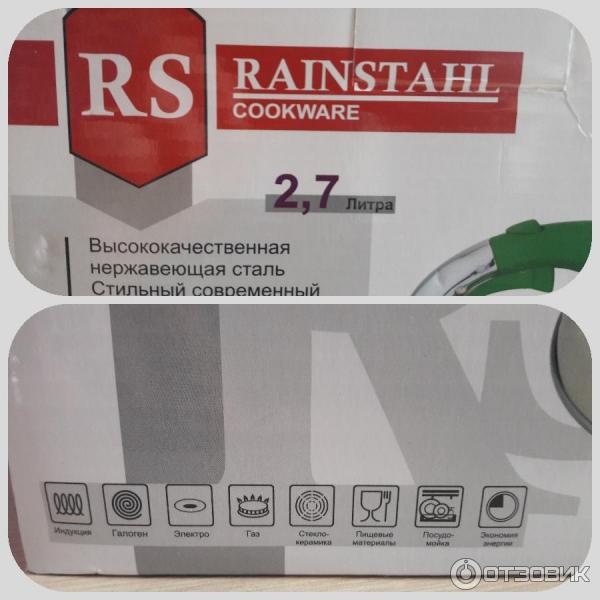 RS
RAINSTAHL
COOKWARE
2,7 Литра
Высококачественная
нержавеющая сталь
Стильный современный
Индукция
Галоген
Электро
Газ
Стекло-
керамика
Пищевые
материалы
Посудо-
мойка
Экономия
энергии
ОТЗОВИК